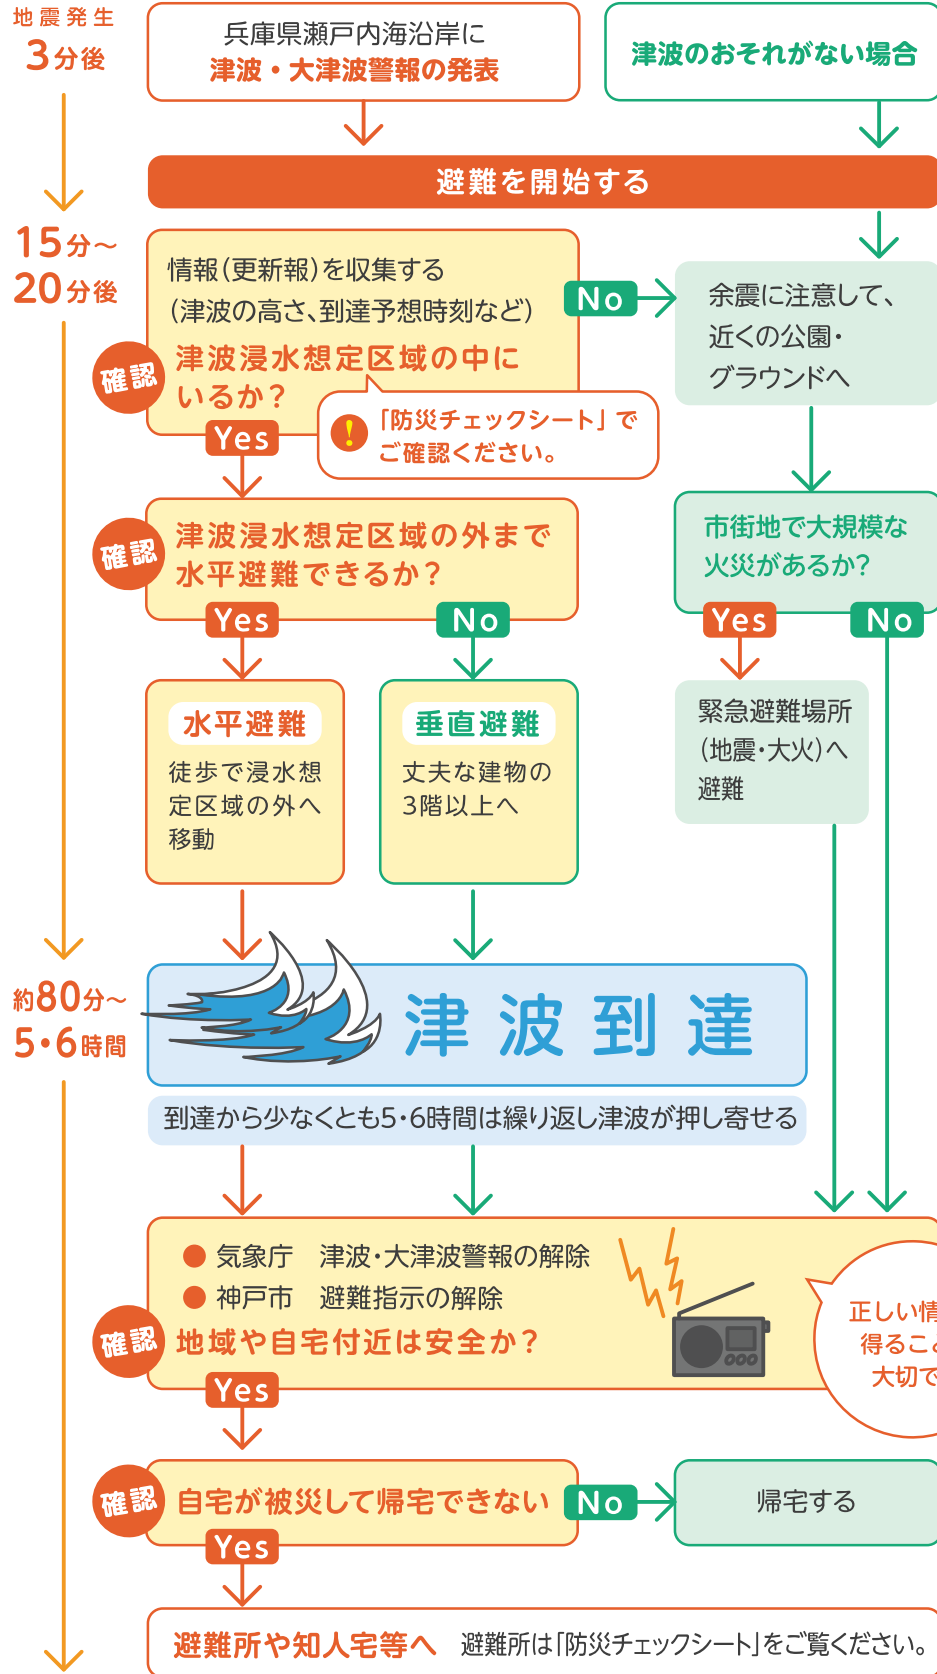 地震発生
3分後
兵庫県瀬戸内海沿岸に
津波・大津波警報の発表
津波のおそれがない場合
避難を開始する
15分～
20分後
情報（更新報）を収集する
（津波の高さ、到達予想時刻など）
確認
津波浸水想定区域の中に
いるか？
No
余震に注意して、
近くの公園・
グラウンドへ
！
「防災チェックシート」で
ご確認ください。
Yes
確認
津波浸水想定区域の外まで
水平避難できるか？
Yes
No
市街地で大規模な
火災があるか？
Yes
No
水平避難
徒歩で浸水想
定区域の外へ
移動
垂直避難
丈夫な建物の
3階以上へ
緊急避難場所
（地震・大火）へ
避難
約80分～
5・6時間
津波到達
到達から少なくとも5・6時間は繰り返し津波が押し寄せる
● 気象庁　津波・大津波警報の解除
● 神戸市　避難指示の解除
確認
地域や自宅付近は安全か？
正しい情
得るこ
大切で
Yes
確認
自宅が被災して帰宅できない
No
帰宅する
Yes
避難所や知人宅等へ　避難所は「防災チェックシート」をご覧ください。